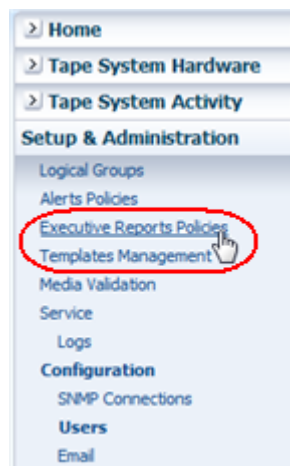 Home
Tape System Hardware
Tape System Activity
Setup & Administration
Logical Groups
Alerts Policies
Executive Reports Policies
Templates Management
Media Validation
Service
Logs
Configuration
SNMP Connections
Users
Email